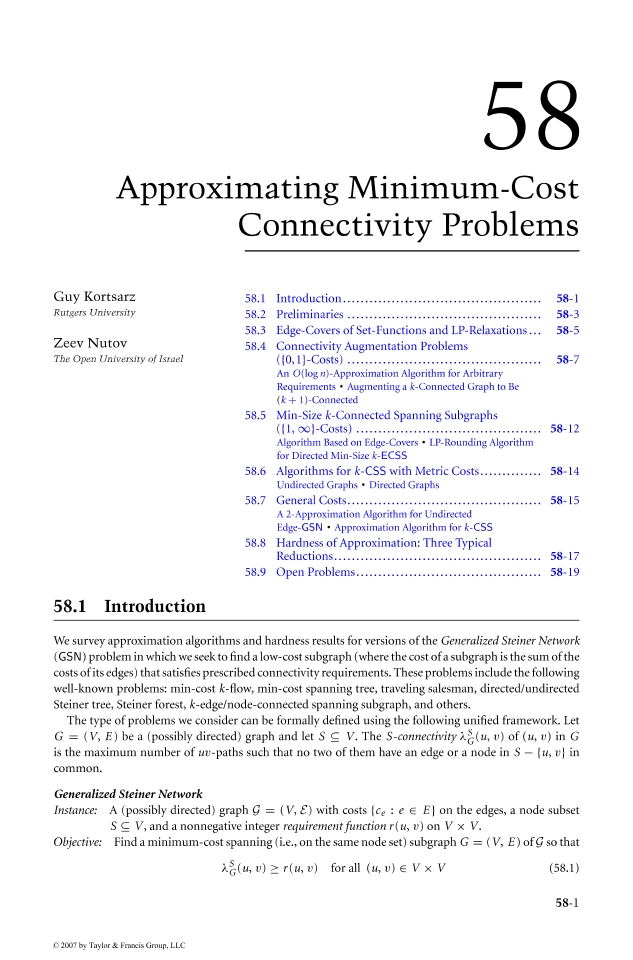 58
Approximating Minimum-Cost
Connectivity Problems
Guy Kortsarz
Rutgers University
Zeev Nutov
The Open University of Israel
58.1 Introduction............................................. 58-1
58.2 Preliminaries ............................................ 58-3
58.3 Edge-Covers of Set-Functions and LP-Relaxations... 58-5
58.4 Connectivity Augmentation Problems
({0,1}-Costs) ............................................ 58-7
An O(log n)-Approximation Algorithm for Arbitrary
Requirements • Augmenting a k-Connected Graph to Be
(k + 1)-Connected
58.5 Min-Size k-Connected Spanning Subgraphs
({1, ∞}-Costs) .......................................... 58-12
Algorithm Based on Edge-Covers • LP-Rounding Algorithm
for Directed Min-Size k-ECSS
58.6 Algorithms for k-CSS with Metric Costs.............. 58-14
Undirected Graphs • Directed Graphs
58.7 General Costs............................................ 58-15
A 2-Approximation Algorithm for Undirected
Edge-GSN • Approximation Algorithm for k-CSS
58.8 Hardness of Approximation: Three Typical
Reductions............................................... 58-17
58.9 Open Problems.......................................... 58-19
58.1 Introduction
We survey approximation algorithms and hardness results for versions of the Generalized Steiner Network
(GSN) problem in which we seek to find a low-cost subgraph (where the cost of a subgraph is the sum of the
costs of its edges) that satisfies prescribed connectivity requirements. These problems include the following
well-known problems: min-cost k-flow, min-cost spanning tree, traveling salesman, directed/undirected
Steiner tree, Steiner forest, k-edge/node-connected spanning subgraph, and others.
The type of problems we consider can be formally defined using the following unified framework. Let
G = (V, E) be a (possibly directed) graph and let S ⊆ V. The S-connectivity λ^S_G(u, v) of (u, v) in G
is the maximum number of uv-paths such that no two of them have an edge or a node in S − {u, v} in
common.
Generalized Steiner Network
Instance: A (possibly directed) graph 𝒢 = (V, ℰ) with costs {c_e : e ∈ E} on the edges, a node subset
S ⊆ V, and a nonnegative integer requirement function r(u, v) on V × V.
Objective: Find a minimum-cost spanning (i.e., on the same node set) subgraph G = (V, E) of 𝒢 so that
λ^S_G(u, v) ≥ r(u, v) for all (u, v) ∈ V × V (58.1)
58-1
© 2007 by Taylor & Francis Group, LLC